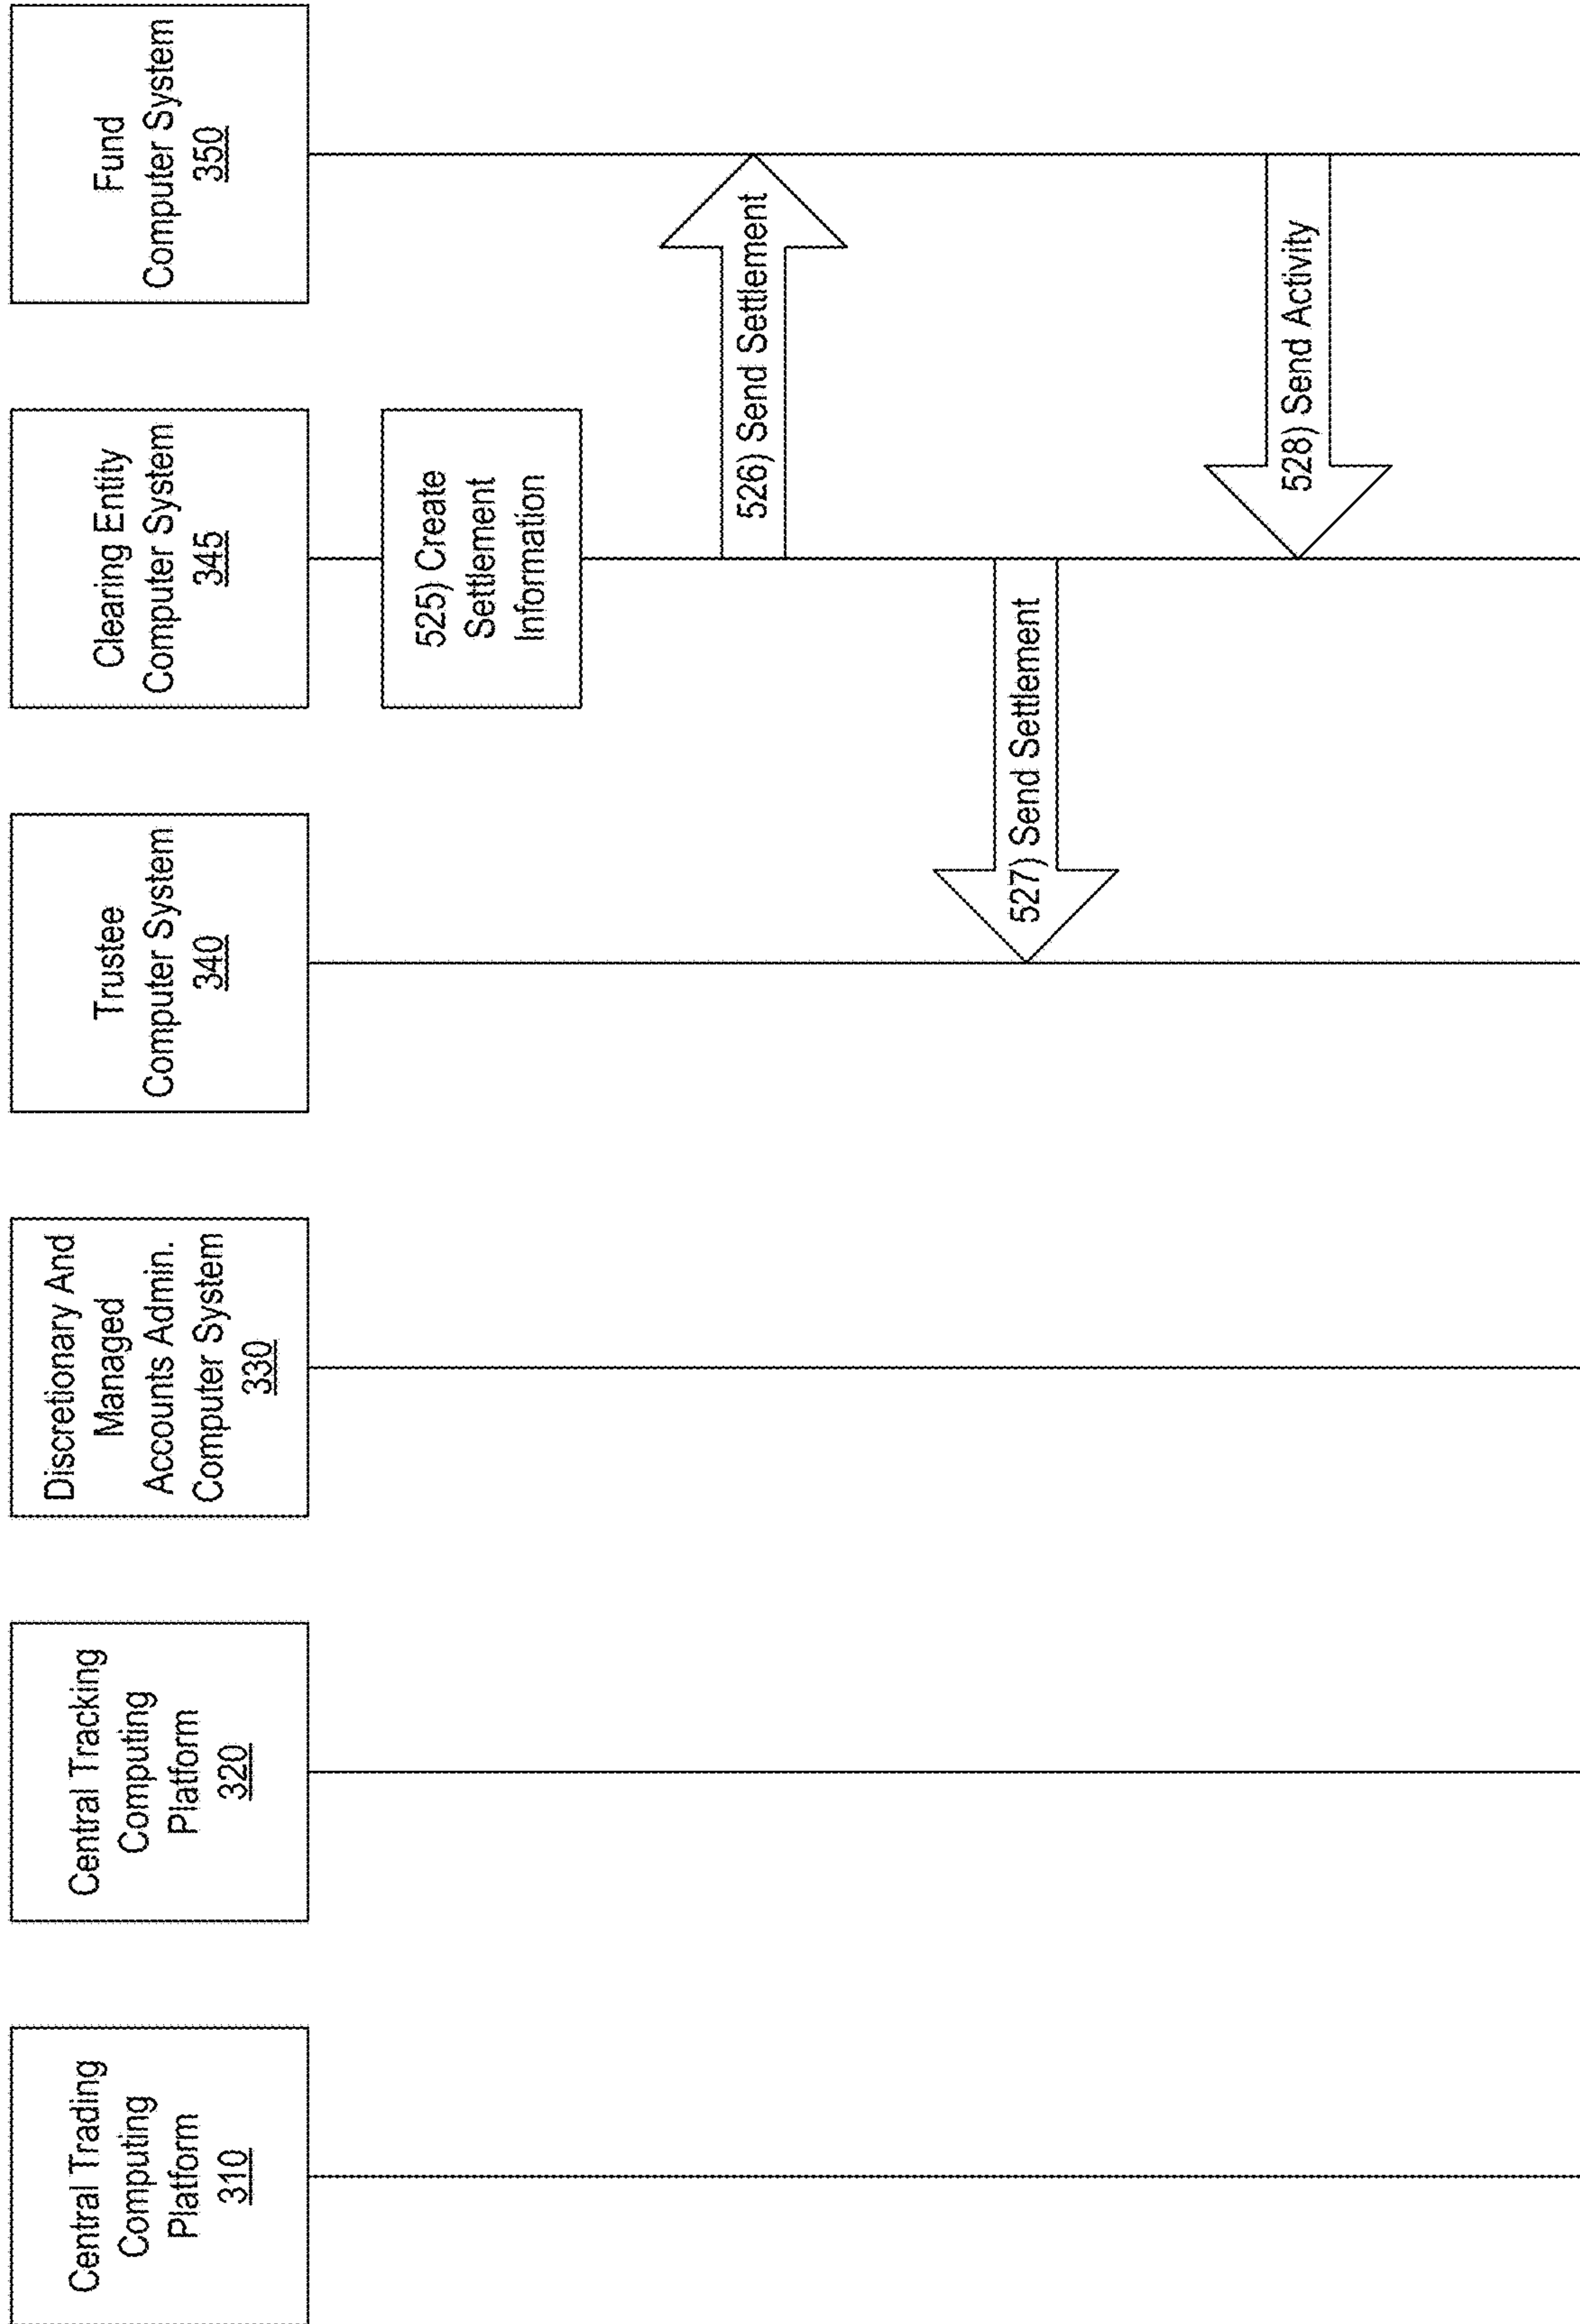 Central Trading
Computing
Platform
310
Central Tracking
Computing
Platform
320
Discretionary And
Managed
Accounts Admin.
Computer System
330
Trustee
Computer System
340
Clearing Entity
Computer System
345
Fund
Computer System
350
525) Create
Settlement
Information
526) Send Settlement
527) Send Settlement
528) Send Activity